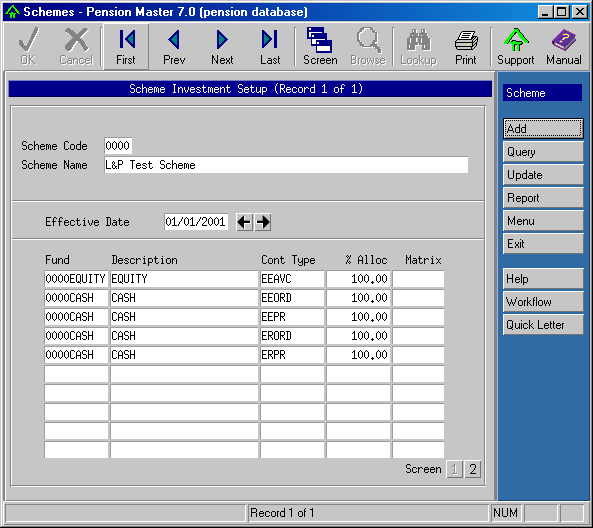 Schemes - Pension Master 7.0 (pension database)
OK Cancel First Prev Next Last Screen Browse Lookup Print Support Manual
Scheme Investment Setup (Record 1 of 1)
Scheme Code 0000
Scheme Name L&P Test Scheme
Effective Date 01/01/2001
Fund Description Cont Type % Alloc Matrix
0000EQUITY EQUITY EEAVC 100.00
0000CASH CASH EEORD 100.00
0000CASH CASH EEPR 100.00
0000CASH CASH ERORD 100.00
0000CASH CASH ERPR 100.00
Screen 1 2
Scheme
Add
Query
Update
Report
Menu
Exit
Help
Workflow
Quick Letter
Record 1 of 1 NUM